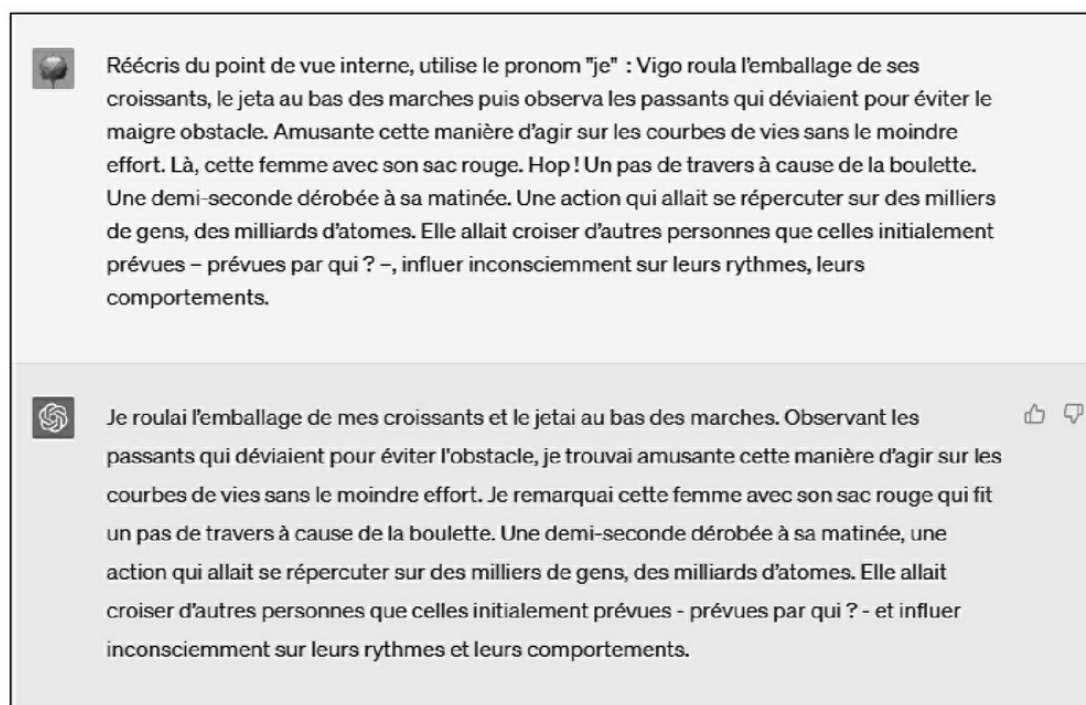 Réécris du point de vue interne, utilise le pronom "je" : Vigo roula l'emballage de ses
croissants, le jeta au bas des marches puis observa les passants qui déviaient pour éviter le
maigre obstacle. Amusante cette manière d'agir sur les courbes de vies sans le moindre
effort. Là, cette femme avec son sac rouge. Hop ! Un pas de travers à cause de la boulette.
Une demi-seconde dérobée à sa matinée. Une action qui allait se répercuter sur des milliers
de gens, des milliards d'atomes. Elle allait croiser d'autres personnes que celles initialement
prévues – prévues par qui ? –, influer inconsciemment sur leurs rythmes, leurs
comportements.
Je roulai l'emballage de mes croissants et le jetai au bas des marches. Observant les
passants qui déviaient pour éviter l'obstacle, je trouvai amusante cette manière d'agir sur les
courbes de vies sans le moindre effort. Je remarquai cette femme avec son sac rouge qui fit
un pas de travers à cause de la boulette. Une demi-seconde dérobée à sa matinée, une
action qui allait se répercuter sur des milliers de gens, des milliards d'atomes. Elle allait
croiser d'autres personnes que celles initialement prévues - prévues par qui ? - et influer
inconsciemment sur leurs rythmes et leurs comportements.